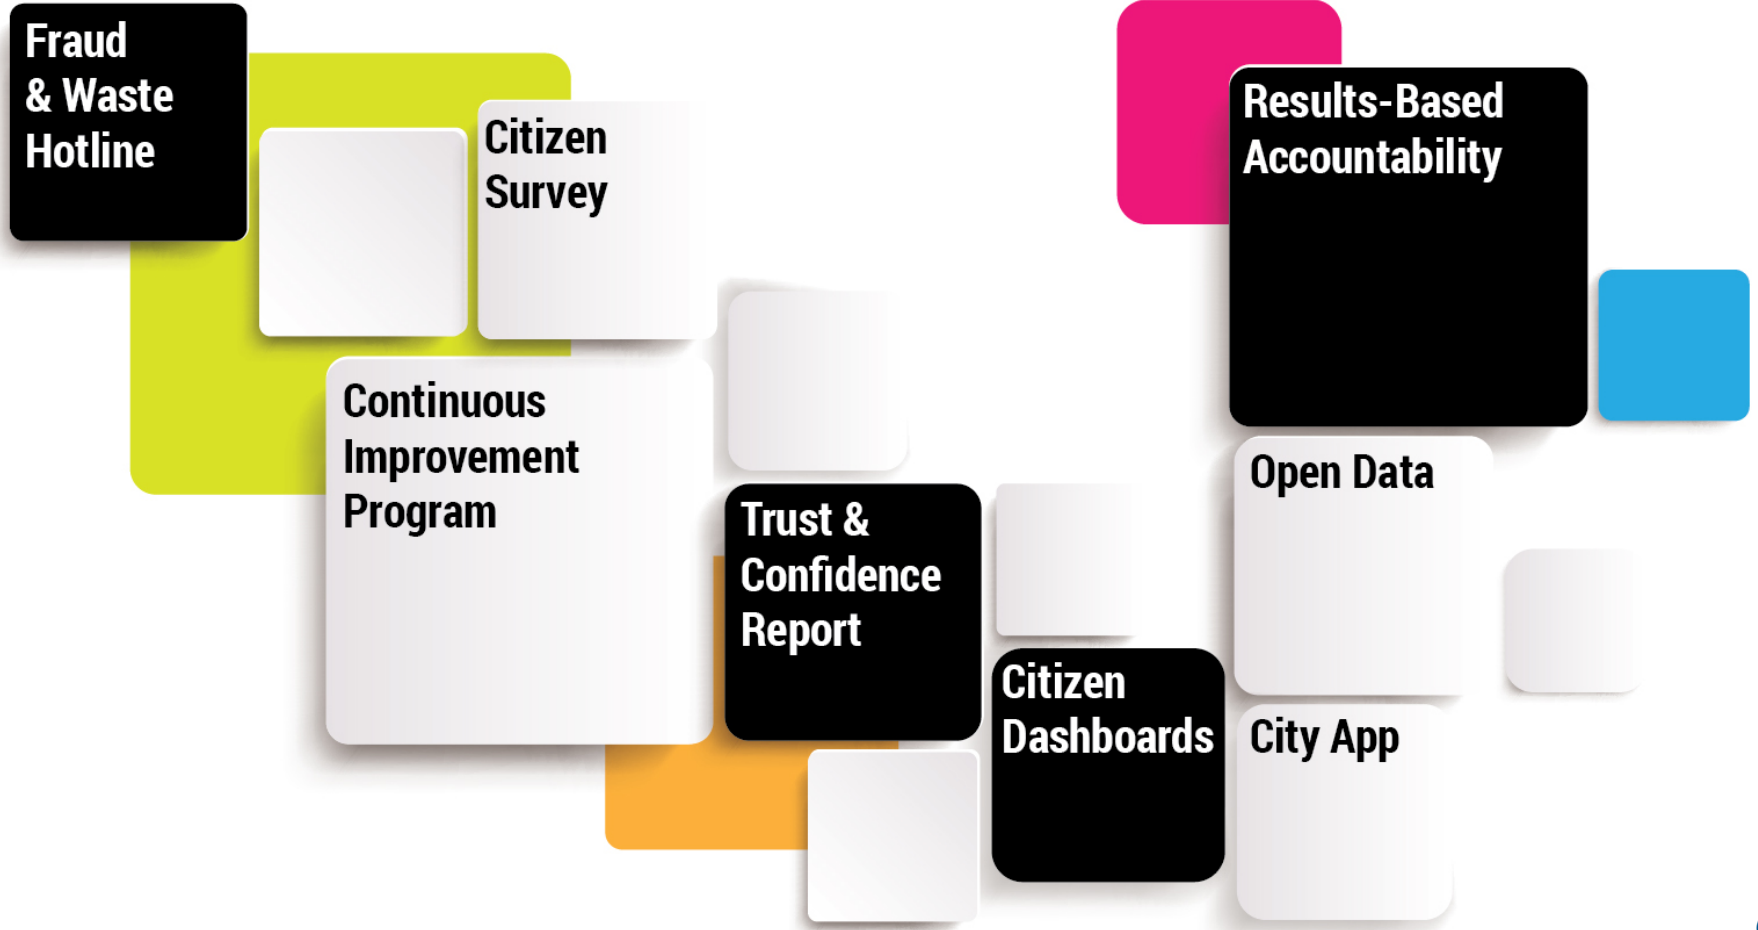 Fraud
& Waste
Hotline
Citizen
Survey
Continuous
Improvement
Program
Trust &
Confidence
Report
Citizen
Dashboards
Results-Based
Accountability
Open Data
City App